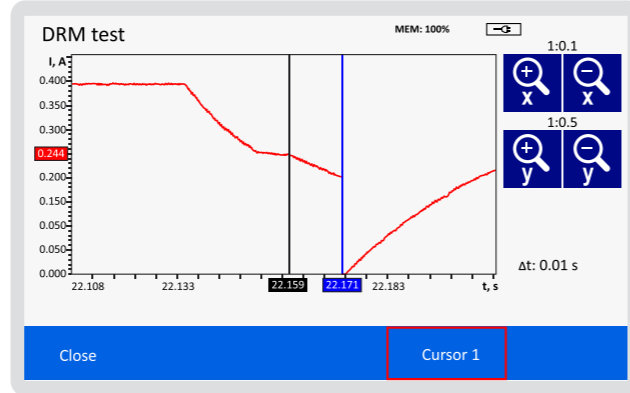 DRM test
MEM: 100%
1:0.1
I, A
0.400
0.350
0.300
0.244
0.200
0.150
0.050
0.050
0.000
22.108
22.133
22.159
22.171
22.183
t, s
+
x
−
x
1:0.5
+
y
−
y
Δt: 0.01 s
Close
Cursor 1